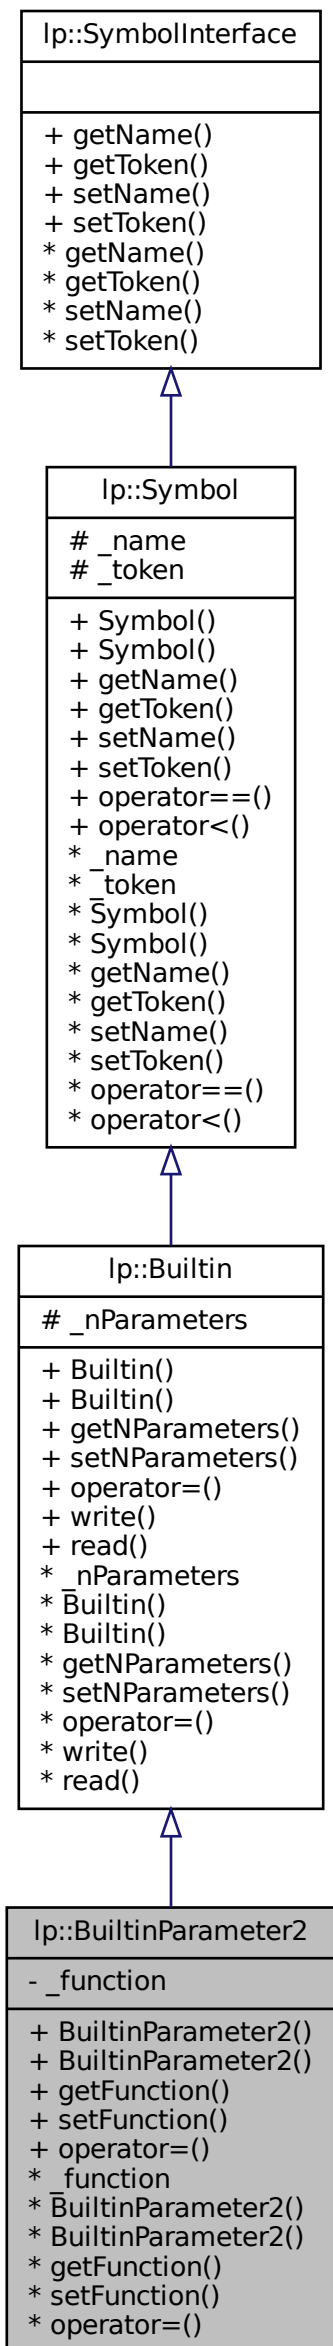 lp::SymbolInterface
+ getName()
+ getToken()
+ setName()
+ setToken()
* getName()
* getToken()
* setName()
* setToken()
lp::Symbol
# _name
# _token
+ Symbol()
+ Symbol()
+ getName()
+ getToken()
+ setName()
+ setToken()
+ operator==()
+ operator<()
* _name
* _token
* Symbol()
* Symbol()
* getName()
* getToken()
* setName()
* setToken()
* operator==()
* operator<()
lp::Builtin
# _nParameters
+ Builtin()
+ Builtin()
+ getNParameters()
+ setNParameters()
+ operator=()
+ write()
+ read()
* _nParameters
* Builtin()
* Builtin()
* getNParameters()
* setNParameters()
* operator=()
* write()
* read()
lp::BuiltinParameter2
- _function
+ BuiltinParameter2()
+ BuiltinParameter2()
+ getFunction()
+ setFunction()
+ operator=()
* _function
* BuiltinParameter2()
* BuiltinParameter2()
* getFunction()
* setFunction()
* operator=()